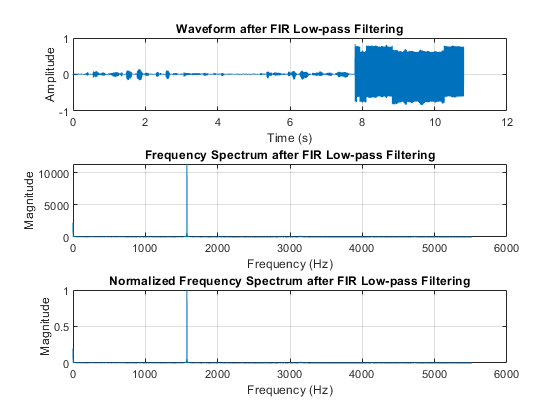 Waveform after FIR Low-pass Filtering
1
0
-1
Amplitude
0 2 4 6 8 10 12
Time (s)
Frequency Spectrum after FIR Low-pass Filtering
10000
5000
0
Magnitude
0 1000 2000 3000 4000 5000 6000
Frequency (Hz)
Normalized Frequency Spectrum after FIR Low-pass Filtering
1
0.5
0
Magnitude
0 1000 2000 3000 4000 5000 6000
Frequency (Hz)